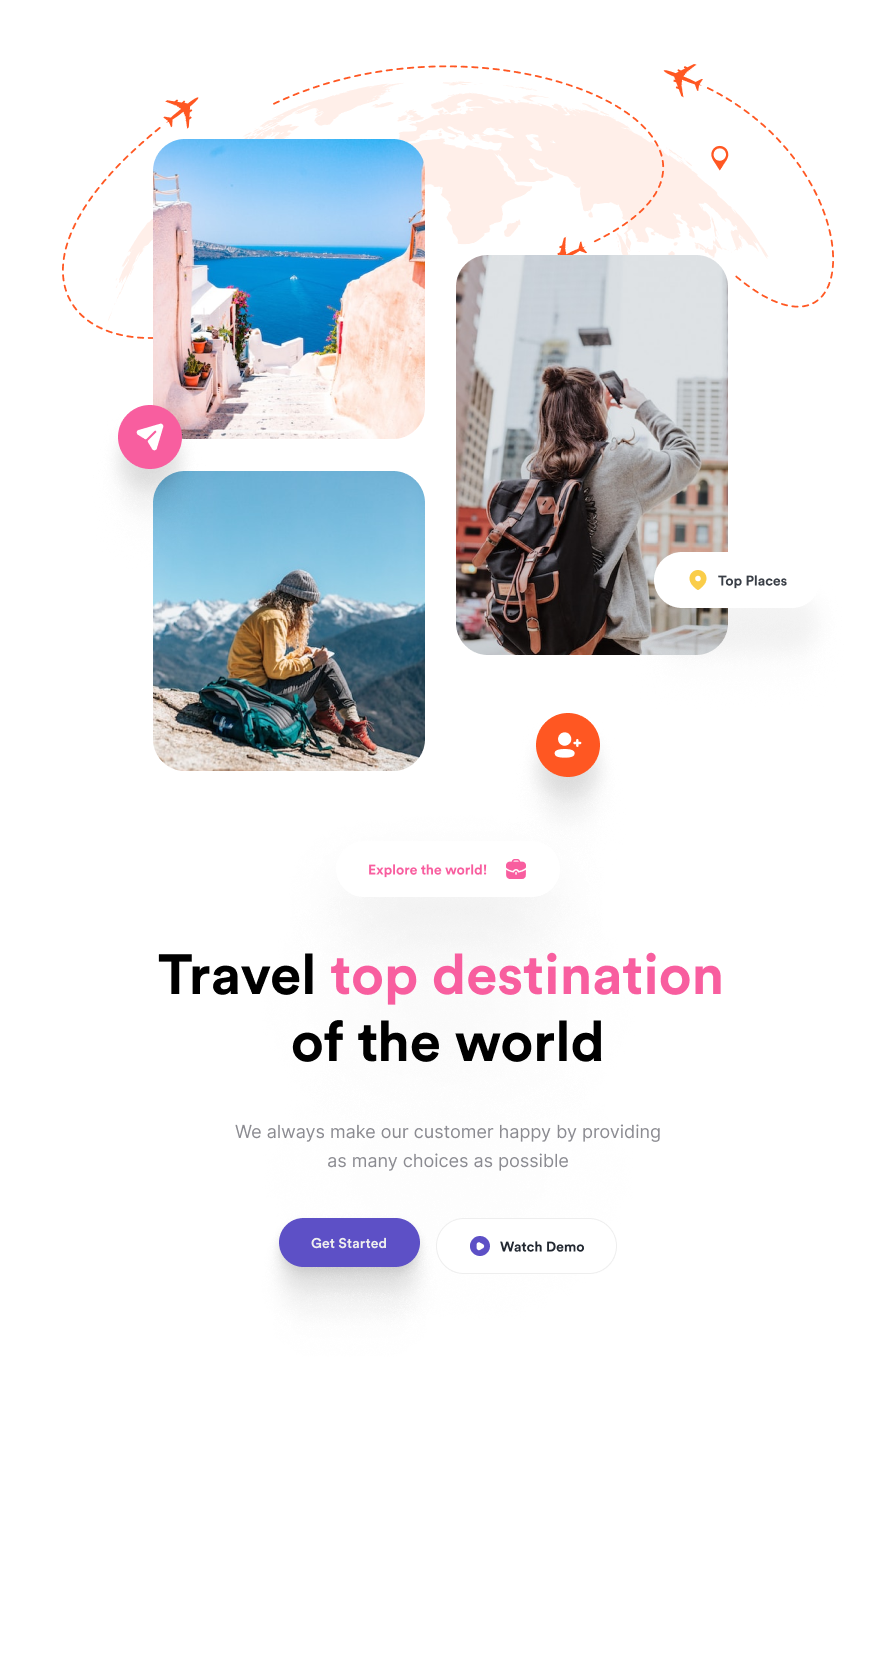 Top Places
Explore the world!
Travel top destination
of the world
We always make our customer happy by providing
as many choices as possible
Get Started
Watch Demo